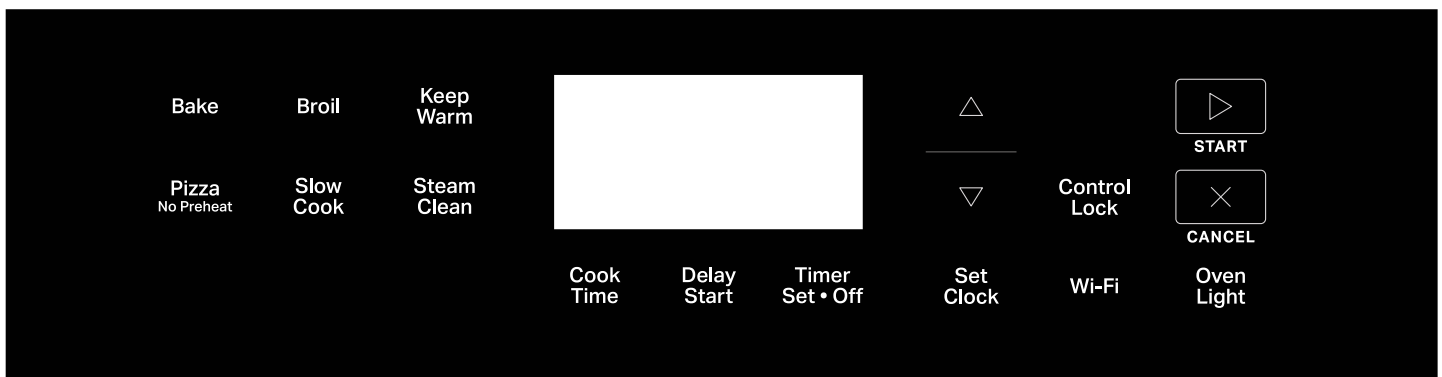 Bake
Broil
Keep
Warm
START
Pizza
No Preheat
Slow
Cook
Steam
Clean
Control
Lock
CANCEL
Cook
Time
Delay
Start
Timer
Set • Off
Set
Clock
Wi-Fi
Oven
Light